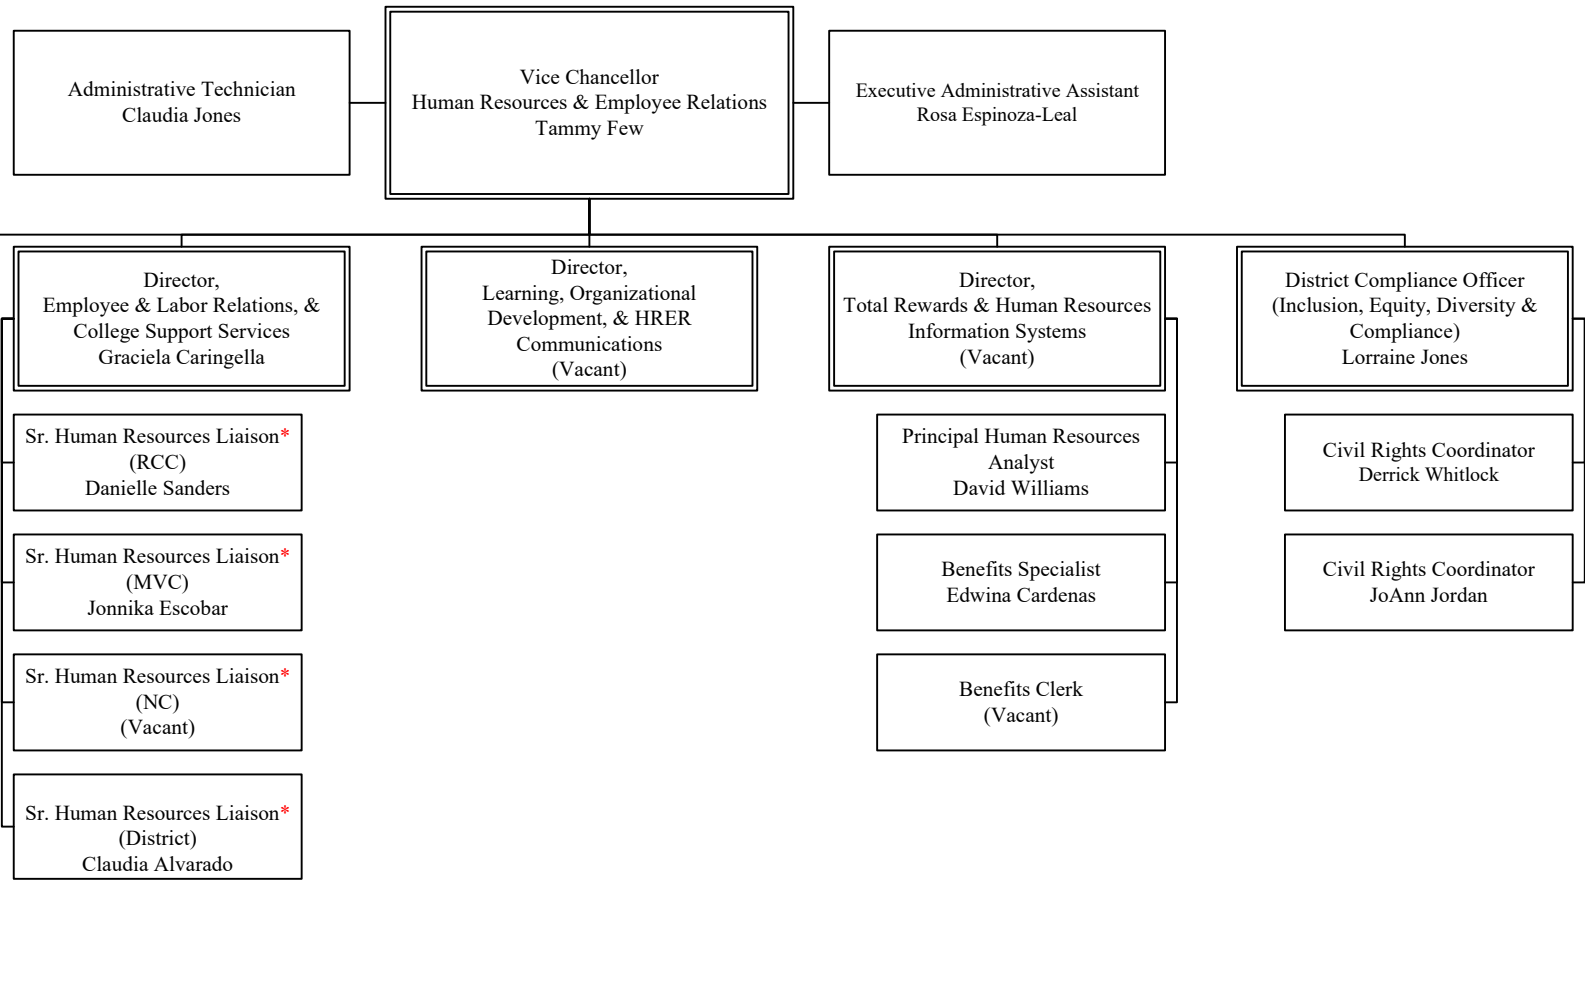 Administrative Technician
Claudia Jones
Vice Chancellor
Human Resources & Employee Relations
Tammy Few
Executive Administrative Assistant
Rosa Espinoza-Leal
Director,
Employee & Labor Relations, &
College Support Services
Graciela Caringella
Director,
Learning, Organizational
Development, & HRER
Communications
(Vacant)
Director,
Total Rewards & Human Resources
Information Systems
(Vacant)
District Compliance Officer
(Inclusion, Equity, Diversity &
Compliance)
Lorraine Jones
Sr. Human Resources Liaison*
(RCC)
Danielle Sanders
Sr. Human Resources Liaison*
(MVC)
Jonnika Escobar
Sr. Human Resources Liaison*
(NC)
(Vacant)
Sr. Human Resources Liaison*
(District)
Claudia Alvarado
Principal Human Resources
Analyst
David Williams
Benefits Specialist
Edwina Cardenas
Benefits Clerk
(Vacant)
Civil Rights Coordinator
Derrick Whitlock
Civil Rights Coordinator
JoAnn Jordan